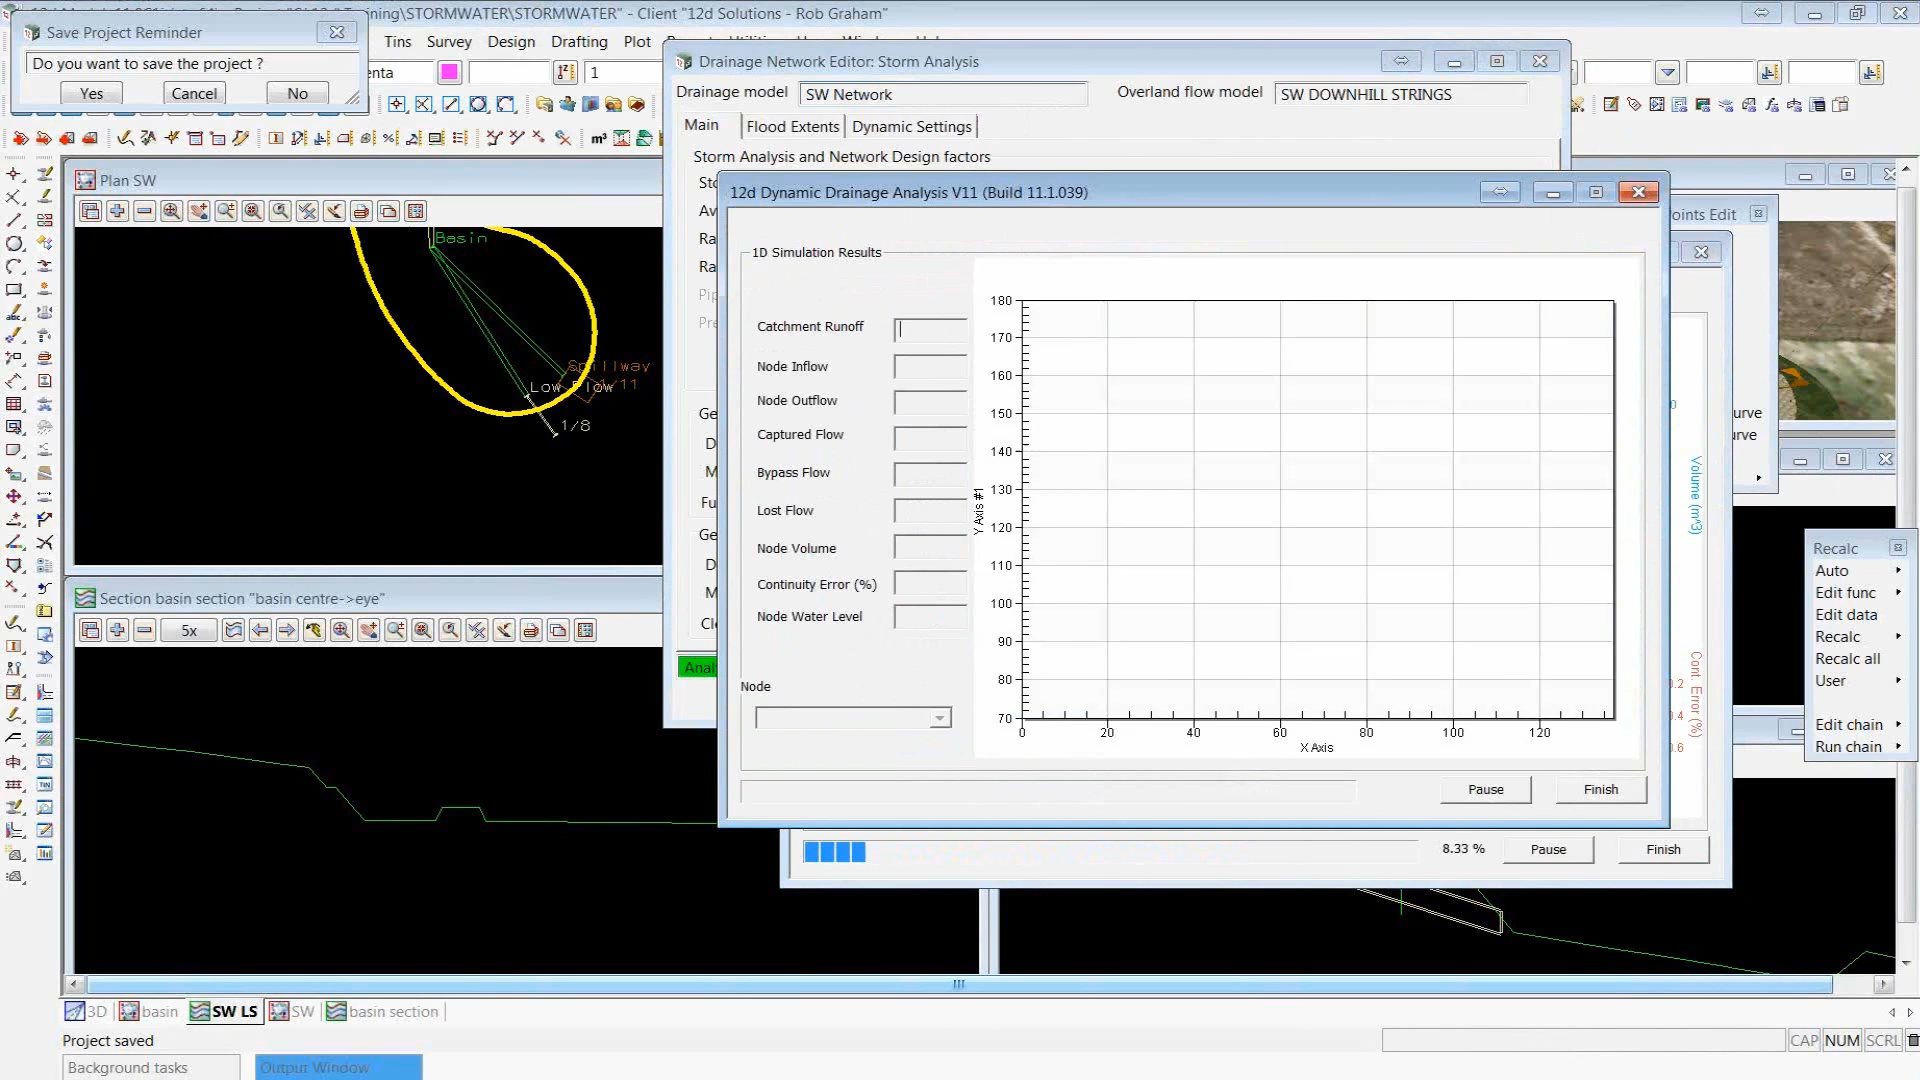 Training\STORMWATER\STORMWATER" - Client "12d Solutions - Rob Graham"
Save Project Reminder
Do you want to save the project ?
Yes
Cancel
No
Tins
Survey
Design
Drafting
Plot
enta
1
Drainage Network Editor: Storm Analysis
Drainage model
SW Network
Overland flow model
SW DOWNHILL STRINGS
Main
Flood Extents
Dynamic Settings
Storm Analysis and Network Design factors
Plan SW
Basin
Spillway
Low Flow
1/11
1/8
12d Dynamic Drainage Analysis V11 (Build 11.1.039)
1D Simulation Results
Catchment Runoff
Node Inflow
Node Outflow
Captured Flow
Bypass Flow
Lost Flow
Node Volume
Continuity Error (%)
Node Water Level
Node
Y Axis #1
180
170
160
150
140
130
120
110
100
90
80
70
0
20
40
60
80
100
120
X Axis
Pause
Finish
8.33 %
Pause
Finish
oints Edit
urve
rve
Volume (m^3)
Cont. Error (%)
Recalc
Auto
Edit func
Edit data
Recalc
Recalc all
User
Edit chain
Run chain
Section basin section "basin centre->eye"
5x
3D
basin
SW LS
SW
basin section
Project saved
CAP
NUM
SCRL
Background tasks
Output Window